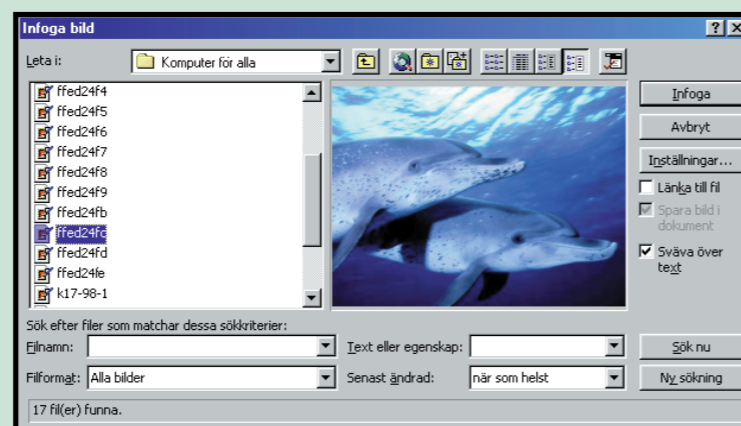 Infoga bild
Leta i: Komputer för alla
ffed24f4
ffed24f5
ffed24f6
ffed24f7
ffed24f8
ffed24f9
ffed24fb
ffed24fc
ffed24fd
ffed24fe
k17-98-1
Infoga
Avbryt
Inställningar...
Länka till fil
Spara bild i
dokument
Sväva över
text
Sök efter filer som matchar dessa sökkriterier:
Filnamn: Text eller egenskap: Sök nu
Filformat: Alla bilder Senast ändrad: när som helst Ny sökning
17 fil(er) funna.